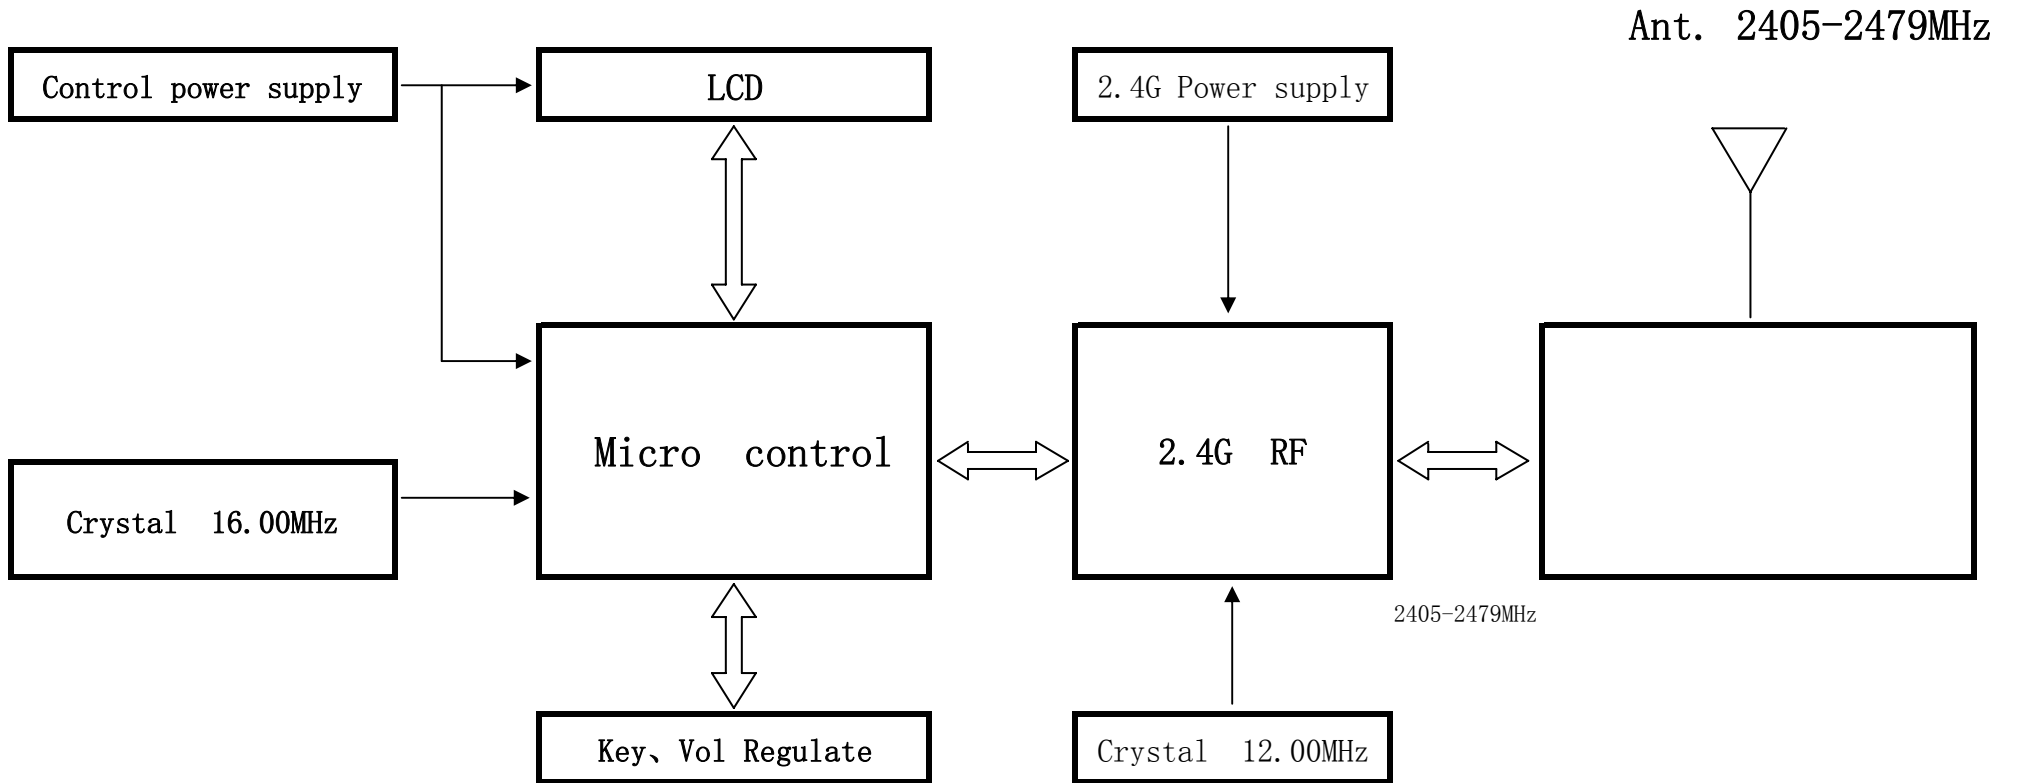 Ant. 2405-2479MHz
Control power supply
LCD
2.4G Power supply
Micro control
2.4G RF
Crystal 16.00MHz
2405-2479MHz
Key、Vol Regulate
Crystal 12.00MHz